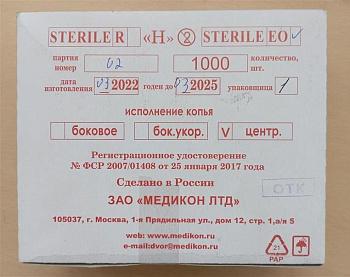 STERILE R «Н» 2 STERILE EO
партия номер 02 1000 количество, шт.
дата изготовления 03 2022 годен до 03 2025 упаковщица 1
исполнение копья
боковое бок.укор. V центр.
Регистрационное удостоверение
№ ФСР 2007/01408 от 25 января 2017 года
Сделано в России
ОТК
ЗАО «МЕДИКОН ЛТД»
105037, г. Москва, 1-я Прядильная ул., дом 12, стр. 1,а/я 5
web: www.medikon.ru
e-mail:dvor@medikon.ru
21
PAP